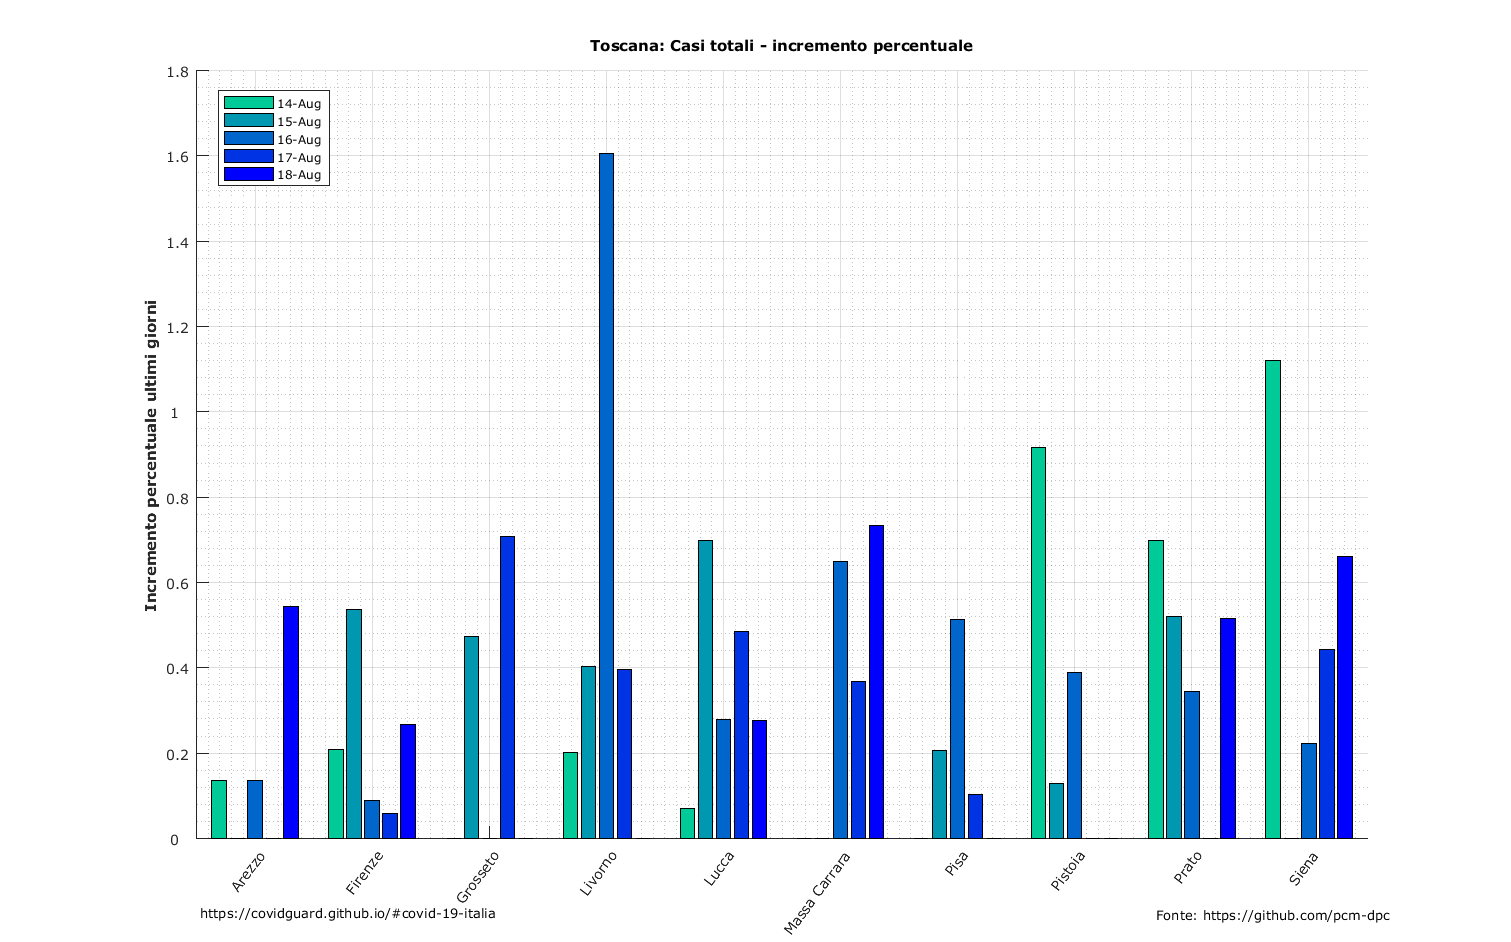 Toscana: Casi totali - incremento percentuale
Incremento percentuale ultimi giorni
1.8
1.6
1.4
1.2
1
0.8
0.6
0.4
0.2
0
14-Aug
15-Aug
16-Aug
17-Aug
18-Aug
Arezzo
Firenze
Grosseto
Livorno
Lucca
Massa Carrara
Pisa
Pistoia
Prato
Siena
https://covidguard.github.io/#covid-19-italia
Fonte: https://github.com/pcm-dpc